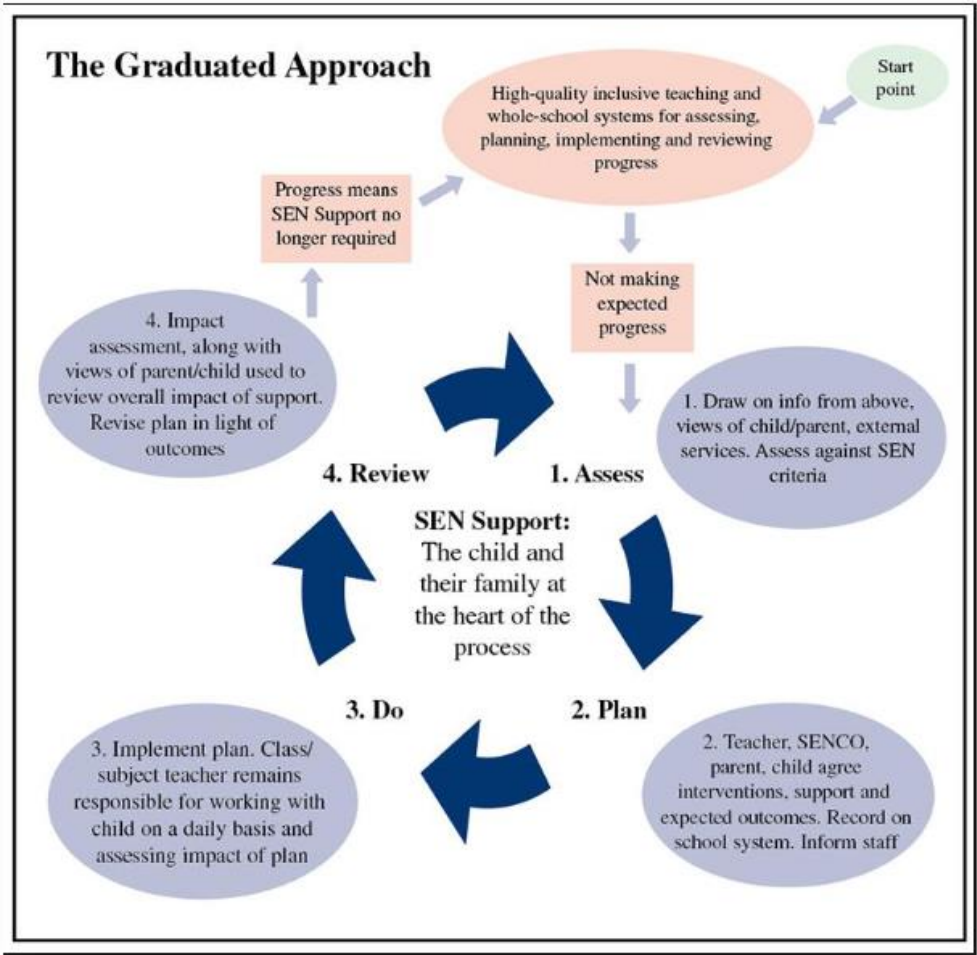 The Graduated Approach
Start
point
High-quality inclusive teaching and
whole-school systems for assessing,
planning, implementing and reviewing
progress
Progress means
SEN Support no
longer required
Not making
expected
progress
4. Impact
assessment, along with
views of parent/child used to
review overall impact of support.
Revise plan in light of
outcomes
1. Draw on info from above,
views of child/parent, external
services. Assess against SEN
criteria
4. Review
1. Assess
SEN Support:
The child and
their family at
the heart of the
process
3. Do
2. Plan
3. Implement plan. Class/
subject teacher remains
responsible for working with
child on a daily basis and
assessing impact of plan
2. Teacher, SENCO,
parent, child agree
interventions, support and
expected outcomes. Record on
school system. Inform staff